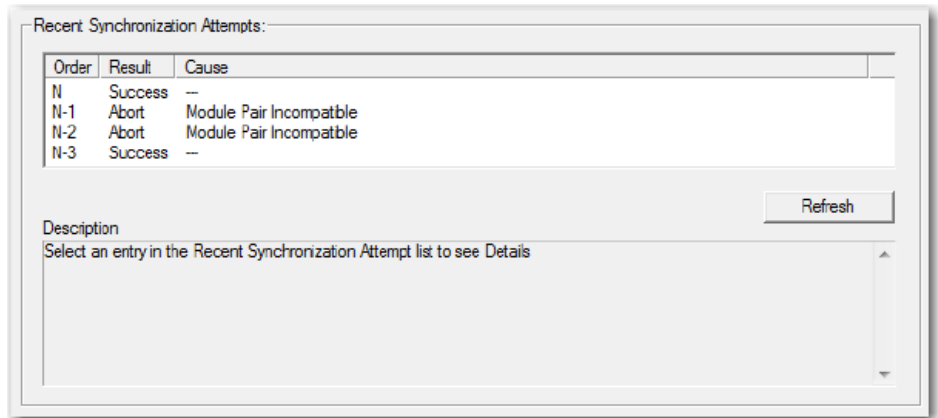 Recent Synchronization Attempts:
Order Result Cause
N Success ---
N-1 Abort Module Pair Incompatible
N-2 Abort Module Pair Incompatible
N-3 Success ---
Refresh
Description
Select an entry in the Recent Synchronization Attempt list to see Details